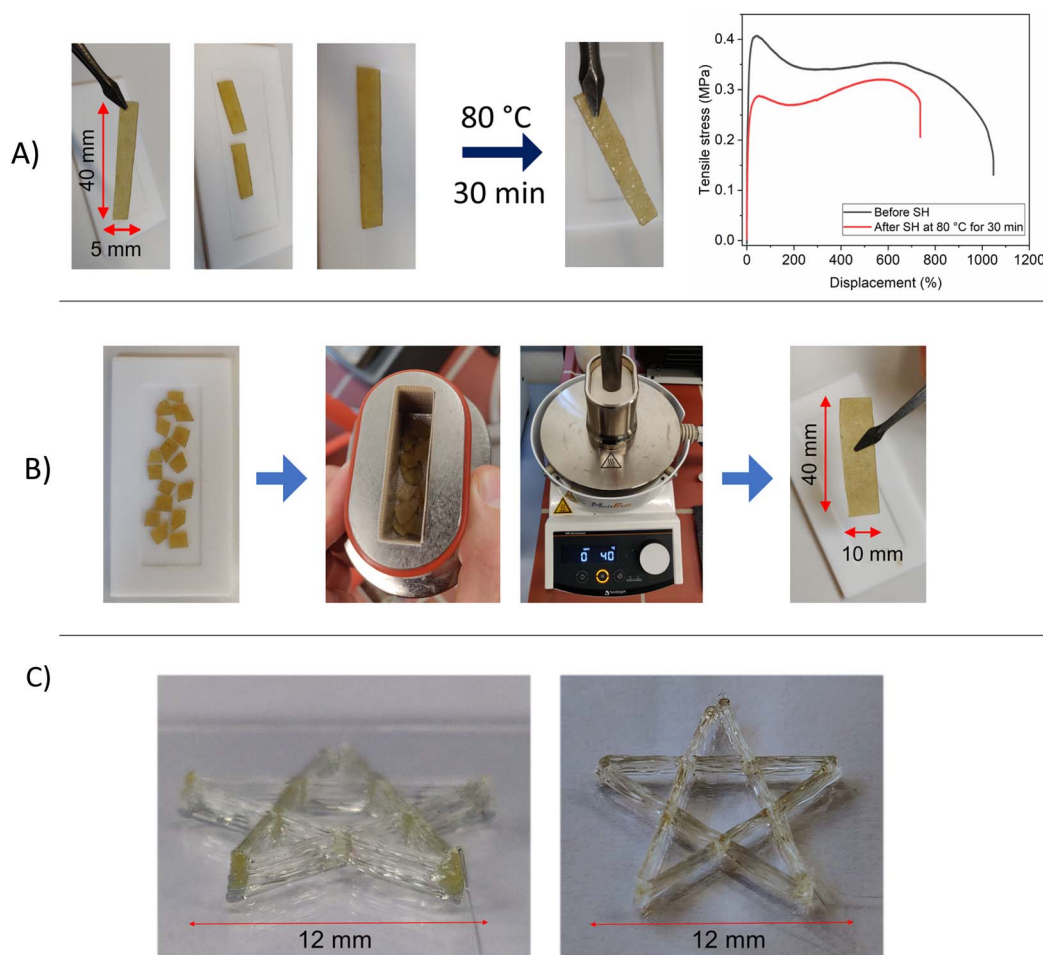 A)
40 mm
5 mm
80 °C
30 min
Tensile stress (MPa)
0.4
0.3
0.2
0.1
0.0
Before SH
After SH at 80 °C for 30 min
0
200
400
600
800
1000
1200
Displacement (%)
B)
0
40
40 mm
10 mm
C)
12 mm
12 mm